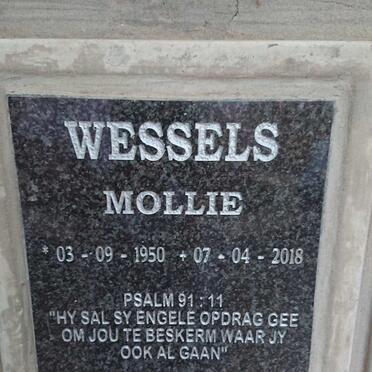 WESSELS
MOLLIE
* 03 - 09 - 1950 + 07 - 04 - 2018
PSALM 91 : 11
"HY SAL SY ENGELE OPDRAG GEE
OM JOU TE BESKERM WAAR JY
OOK AL GAAN"